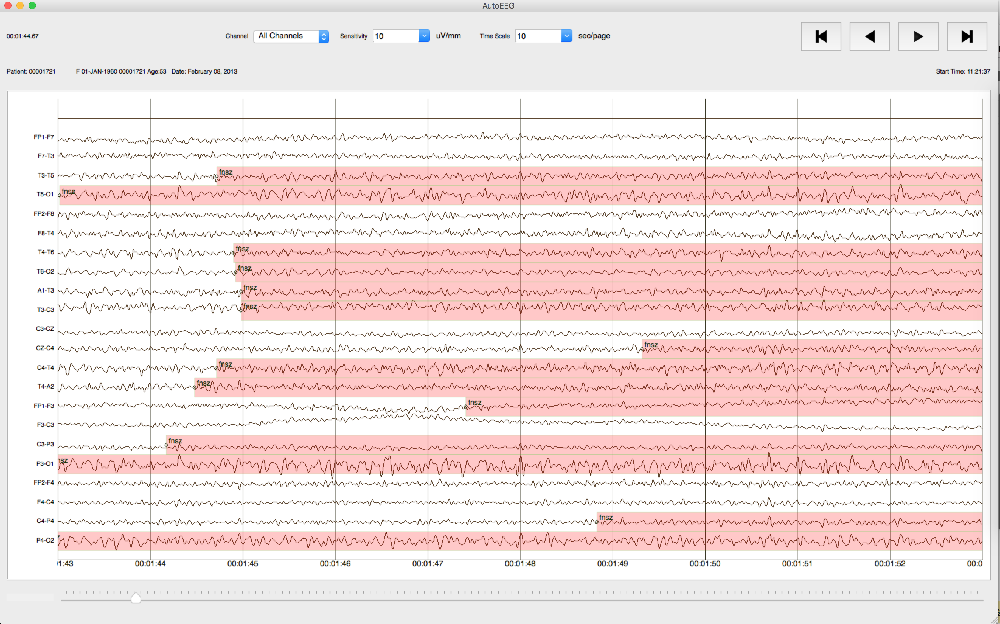 AutoEEG
00:01:44.67 Channel All Channels Sensitivity 10 uV/mm Time Scale 10 sec/page
Patient: 00001721 F 01-JAN-1960 00001721 Age:53 Date: February 08, 2013 Start Time: 11:21:37
FP1-F7
F7-T3
T3-T5 fnsz
T5-O1 fnsz
FP2-F8
F8-T4
T4-T6 fnsz
T6-O2 fnsz
A1-T3 fnsz
T3-C3 fnsz
C3-CZ
CZ-C4 fnsz
C4-T4 fnsz
T4-A2 fnsz
FP1-F3 fnsz
F3-C3
C3-P3 fnsz
P3-O1 nsz
FP2-F4
F4-C4
C4-P4 fnsz
P4-O2 z
1:43 00:01:44 00:01:45 00:01:46 00:01:47 00:01:48 00:01:49 00:01:50 00:01:51 00:01:52 00:0